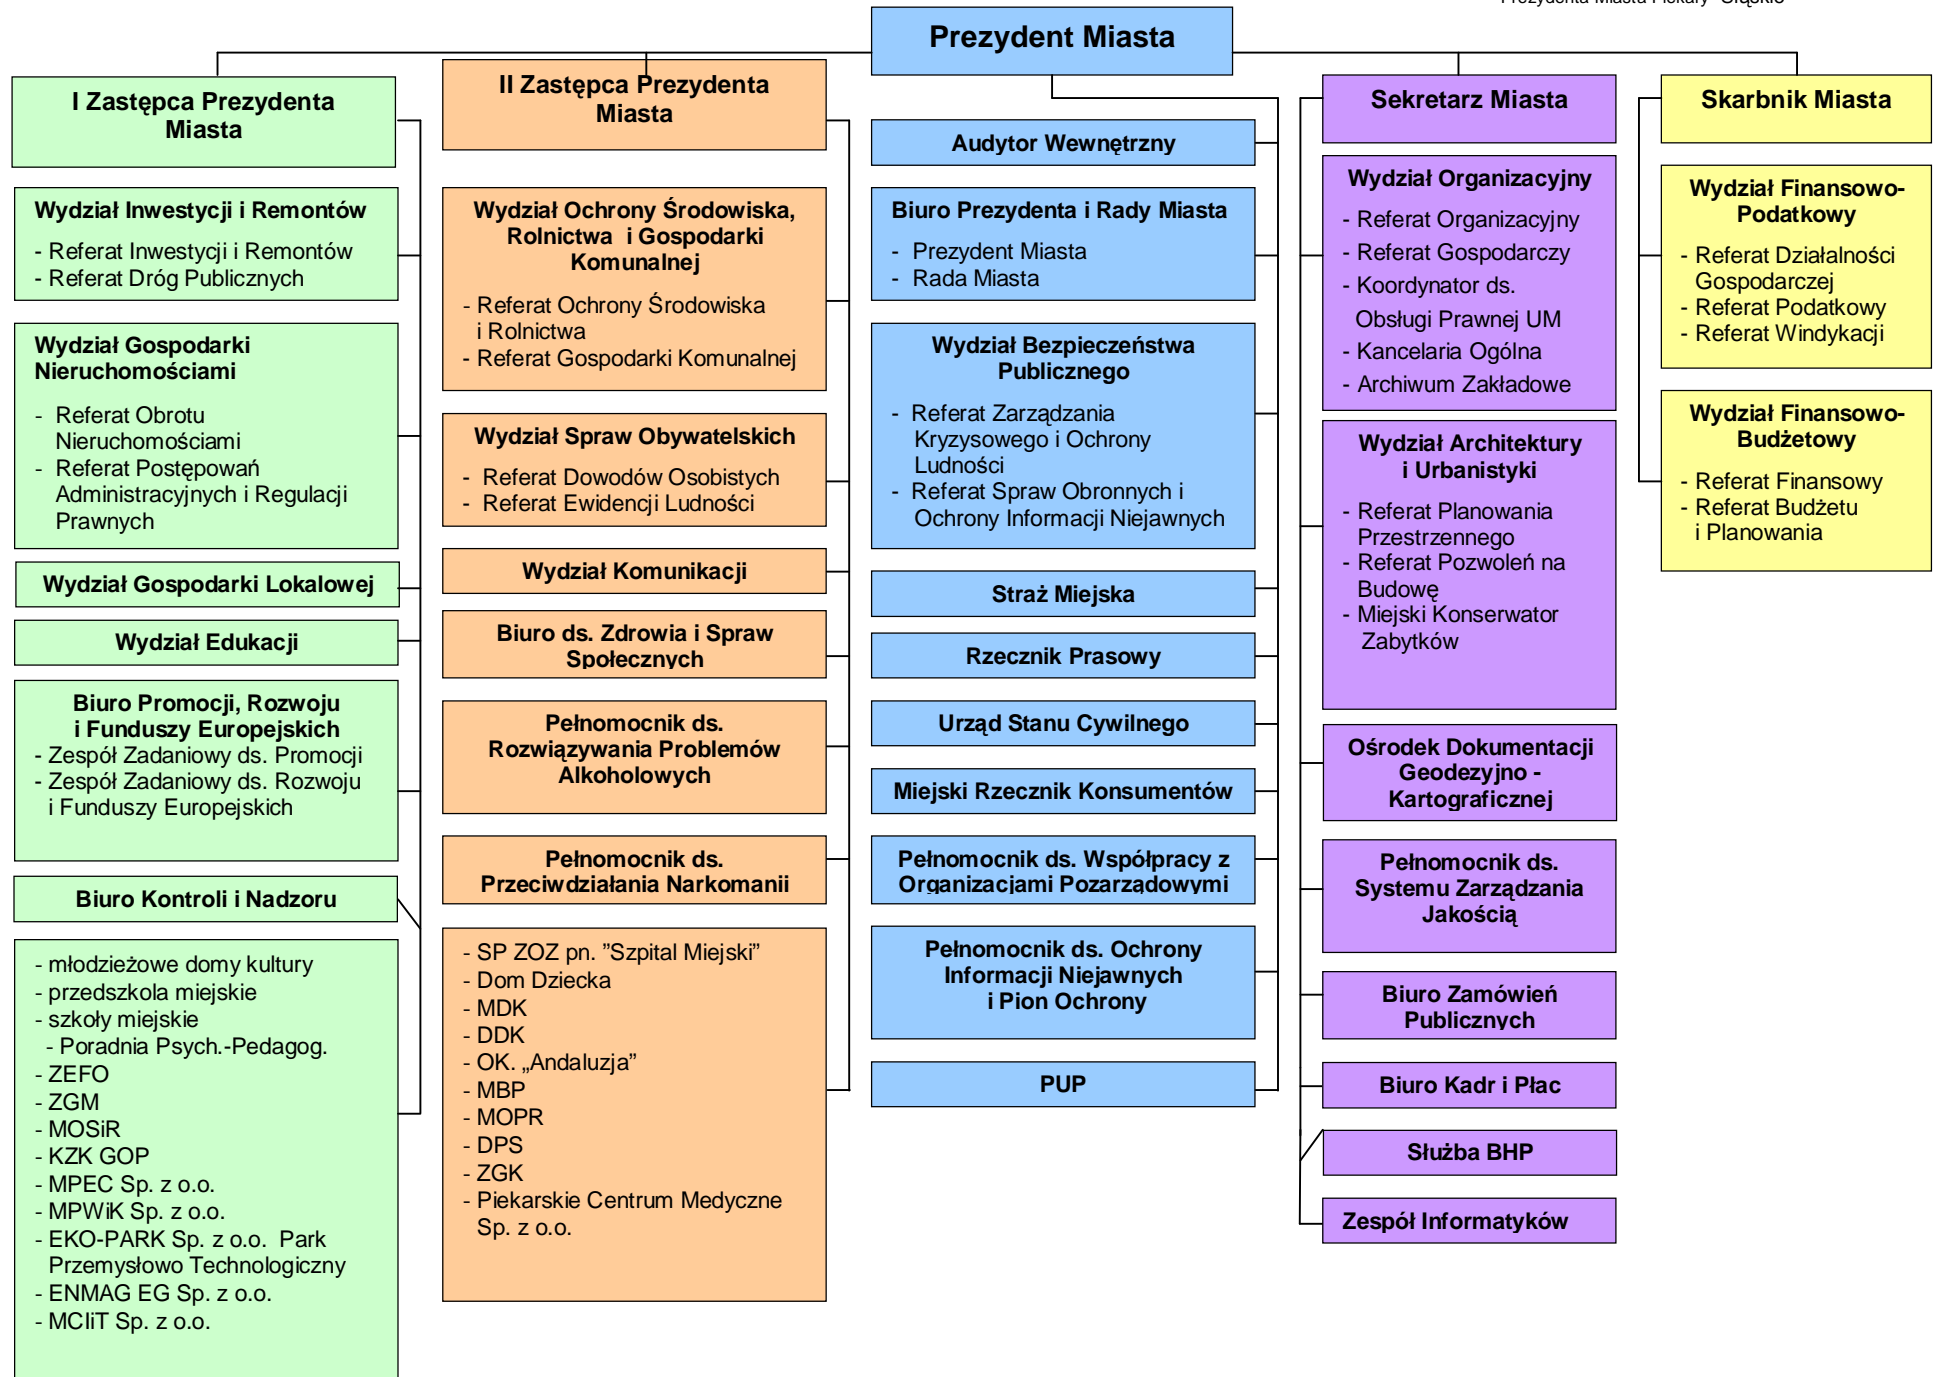 Prezydenta Miasta Piekary Śląskie
Prezydent Miasta
I Zastępca Prezydenta
Miasta
Wydział Inwestycji i Remontów
- Referat Inwestycji i Remontów
- Referat Dróg Publicznych
Wydział Gospodarki
Nieruchomościami
- Referat Obrotu
Nieruchomościami
- Referat Postępowań
Administracyjnych i Regulacji
Prawnych
Wydział Gospodarki Lokalowej
Wydział Edukacji
Biuro Promocji, Rozwoju
i Funduszy Europejskich
- Zespół Zadaniowy ds. Promocji
- Zespół Zadaniowy ds. Rozwoju
i Funduszy Europejskich
Biuro Kontroli i Nadzoru
- młodzieżowe domy kultury
- przedszkola miejskie
- szkoły miejskie
- Poradnia Psych.-Pedagog.
- ZEFO
- ZGM
- MOSiR
- KZK GOP
- MPEC Sp. z o.o.
- MPWiK Sp. z o.o.
- EKO-PARK Sp. z o.o. Park
Przemysłowo Technologiczny
- ENMAG EG Sp. z o.o.
- MCIiT Sp. z o.o.
II Zastępca Prezydenta
Miasta
Wydział Ochrony Środowiska,
Rolnictwa i Gospodarki
Komunalnej
- Referat Ochrony Środowiska
i Rolnictwa
- Referat Gospodarki Komunalnej
Wydział Spraw Obywatelskich
- Referat Dowodów Osobistych
- Referat Ewidencji Ludności
Wydział Komunikacji
Biuro ds. Zdrowia i Spraw
Społecznych
Pełnomocnik ds.
Rozwiązywania Problemów
Alkoholowych
Pełnomocnik ds.
Przeciwdziałania Narkomanii
- SP ZOZ pn. ”Szpital Miejski”
- Dom Dziecka
- MDK
- DDK
- OK. „Andaluzja”
- MBP
- MOPR
- DPS
- ZGK
- Piekarskie Centrum Medyczne
Sp. z o.o.
Audytor Wewnętrzny
Biuro Prezydenta i Rady Miasta
- Prezydent Miasta
- Rada Miasta
Wydział Bezpieczeństwa
Publicznego
- Referat Zarządzania
Kryzysowego i Ochrony
Ludności
- Referat Spraw Obronnych i
Ochrony Informacji Niejawnych
Straż Miejska
Rzecznik Prasowy
Urząd Stanu Cywilnego
Miejski Rzecznik Konsumentów
Pełnomocnik ds. Współpracy z
Organizacjami Pozarządowymi
Pełnomocnik ds. Ochrony
Informacji Niejawnych
i Pion Ochrony
PUP
Sekretarz Miasta
Wydział Organizacyjny
- Referat Organizacyjny
- Referat Gospodarczy
- Koordynator ds.
Obsługi Prawnej UM
- Kancelaria Ogólna
- Archiwum Zakładowe
Wydział Architektury
i Urbanistyki
- Referat Planowania
Przestrzennego
- Referat Pozwoleń na
Budowę
- Miejski Konserwator
Zabytków
Ośrodek Dokumentacji
Geodezyjno -
Kartograficznej
Pełnomocnik ds.
Systemu Zarządzania
Jakością
Biuro Zamówień
Publicznych
Biuro Kadr i Płac
Służba BHP
Zespół Informatyków
Skarbnik Miasta
Wydział Finansowo-
Podatkowy
- Referat Działalności
Gospodarczej
- Referat Podatkowy
- Referat Windykacji
Wydział Finansowo-
Budżetowy
- Referat Finansowy
- Referat Budżetu
i Planowania